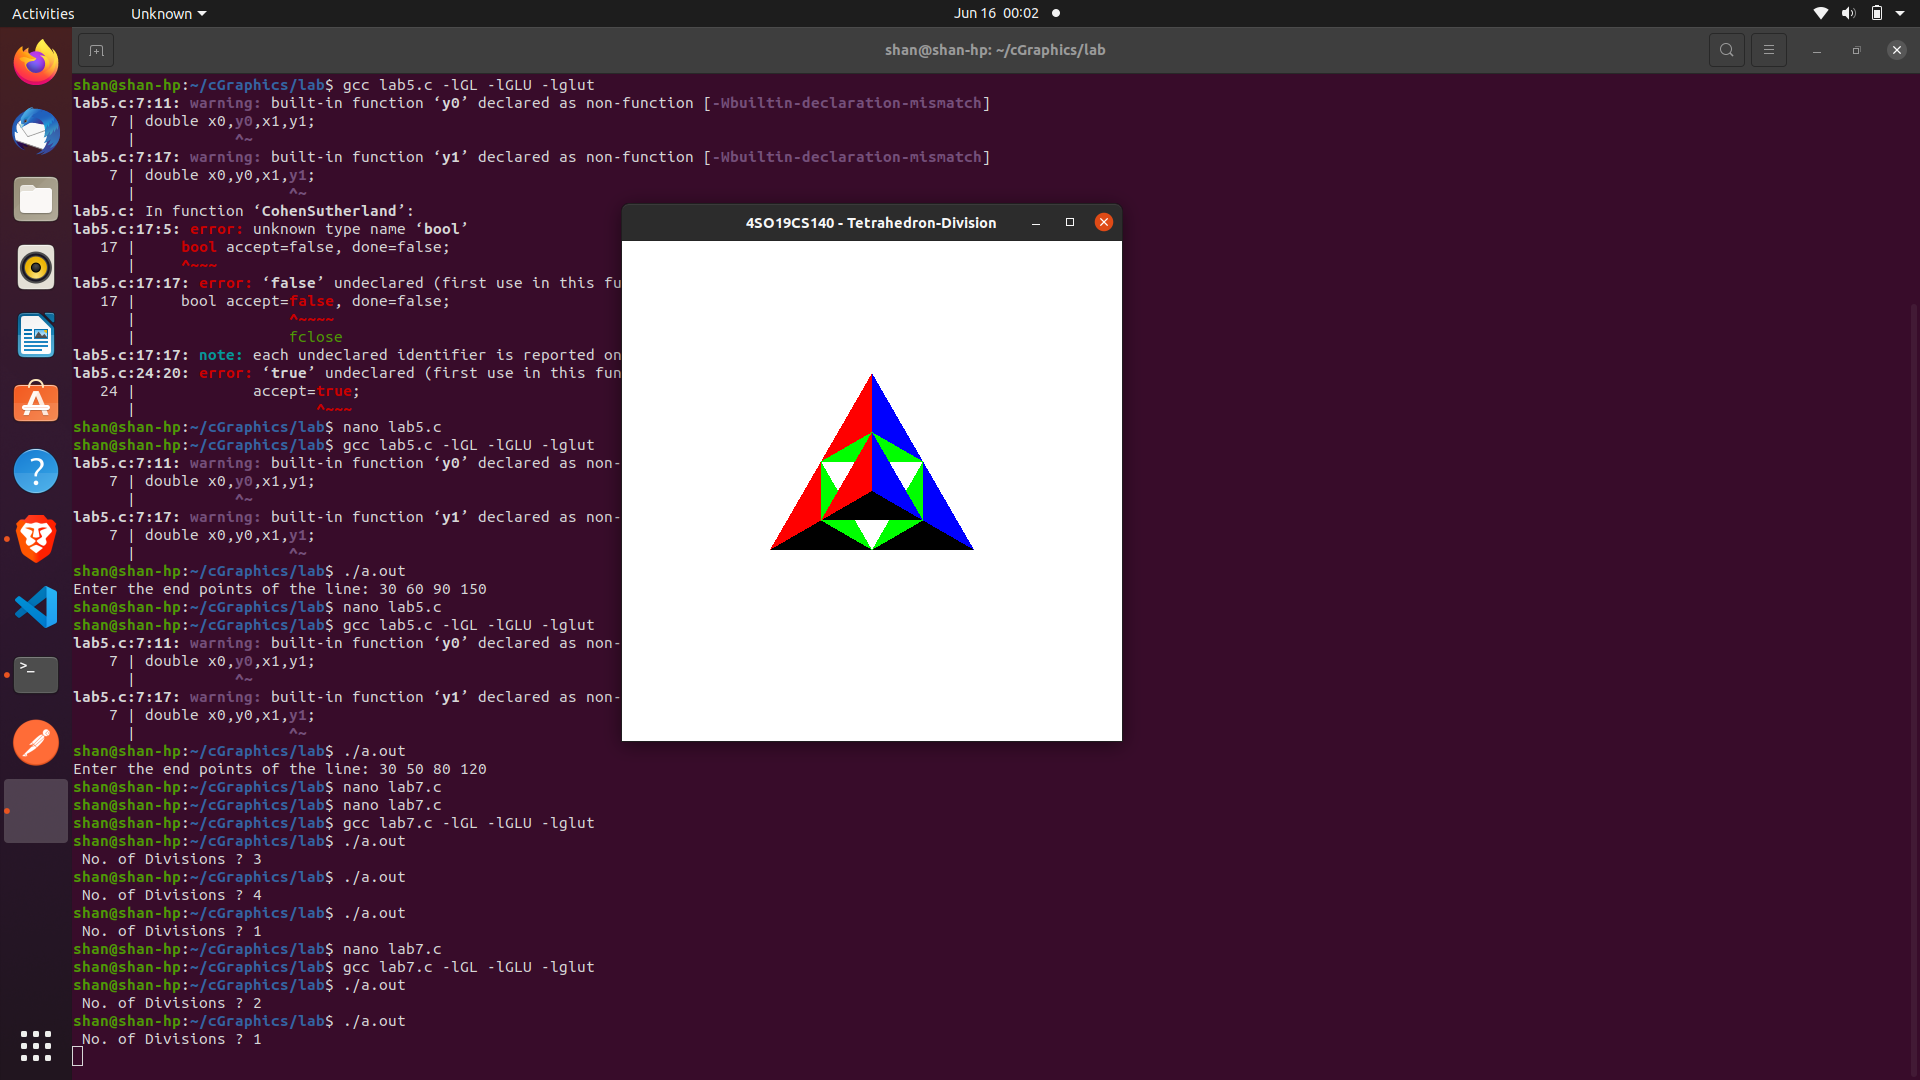 Activities
Unknown
Jun 16 00:02
shan@shan-hp: ~/cGraphics/lab
shan@shan-hp:~/cGraphics/lab$ gcc lab5.c -lGL -lGLU -lglut
lab5.c:7:11: warning: built-in function ‘y0’ declared as non-function [-Wbuiltin-declaration-mismatch]
7 | double x0,y0,x1,y1;
| ^~
lab5.c:7:17: warning: built-in function ‘y1’ declared as non-function [-Wbuiltin-declaration-mismatch]
7 | double x0,y0,x1,y1;
| ^~
lab5.c: In function ‘CohenSutherland’:
lab5.c:17:5: error: unknown type name ‘bool’
17 | bool accept=false, done=false;
| ^~~~
lab5.c:17:17: error: ‘false’ undeclared (first use in this fu
17 | bool accept=false, done=false;
| ^~~~~
| fclose
lab5.c:17:17: note: each undeclared identifier is reported on
lab5.c:24:20: error: ‘true’ undeclared (first use in this fun
24 | accept=true;
| ^~~~
shan@shan-hp:~/cGraphics/lab$ nano lab5.c
shan@shan-hp:~/cGraphics/lab$ gcc lab5.c -lGL -lGLU -lglut
lab5.c:7:11: warning: built-in function ‘y0’ declared as non-
7 | double x0,y0,x1,y1;
| ^~
lab5.c:7:17: warning: built-in function ‘y1’ declared as non-
7 | double x0,y0,x1,y1;
| ^~
shan@shan-hp:~/cGraphics/lab$ ./a.out
Enter the end points of the line: 30 60 90 150
shan@shan-hp:~/cGraphics/lab$ nano lab5.c
shan@shan-hp:~/cGraphics/lab$ gcc lab5.c -lGL -lGLU -lglut
lab5.c:7:11: warning: built-in function ‘y0’ declared as non-
7 | double x0,y0,x1,y1;
| ^~
lab5.c:7:17: warning: built-in function ‘y1’ declared as non-
7 | double x0,y0,x1,y1;
| ^~
shan@shan-hp:~/cGraphics/lab$ ./a.out
Enter the end points of the line: 30 50 80 120
shan@shan-hp:~/cGraphics/lab$ nano lab7.c
shan@shan-hp:~/cGraphics/lab$ nano lab7.c
shan@shan-hp:~/cGraphics/lab$ gcc lab7.c -lGL -lGLU -lglut
shan@shan-hp:~/cGraphics/lab$ ./a.out
No. of Divisions ? 3
shan@shan-hp:~/cGraphics/lab$ ./a.out
No. of Divisions ? 4
shan@shan-hp:~/cGraphics/lab$ ./a.out
No. of Divisions ? 1
shan@shan-hp:~/cGraphics/lab$ nano lab7.c
shan@shan-hp:~/cGraphics/lab$ gcc lab7.c -lGL -lGLU -lglut
shan@shan-hp:~/cGraphics/lab$ ./a.out
No. of Divisions ? 2
shan@shan-hp:~/cGraphics/lab$ ./a.out
No. of Divisions ? 1
4SO19CS140 - Tetrahedron-Division